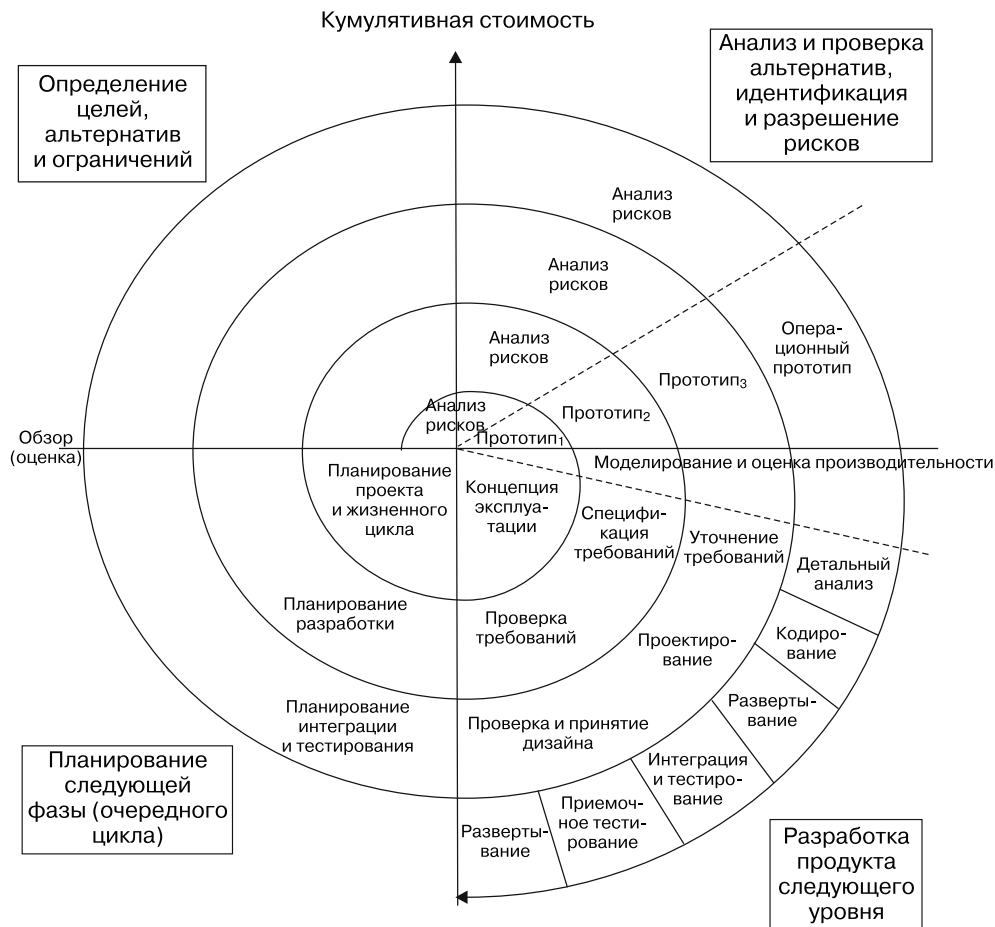 Кумулятивная стоимость
Определение
целей,
альтернатив
и ограничений
Анализ и проверка
альтернатив,
идентификация
и разрешение
рисков
Анализ
рисков
Анализ
рисков
Анализ
рисков
Анализ
рисков
Опера-
ционный
прототип
Прототип3
Прототип2
Прототип1
Обзор
(оценка)
Моделирование и оценка производительности
Планирование
проекта
и жизненного
цикла
Концепция
эксплуа-
тации
Специфи-
кация
требований
Уточнение
требований
Детальный
анализ
Планирование
разработки
Проверка
требований
Проектиро-
вание
Кодиро-
вание
Разверты-
вание
Планирование
интеграции
и тестирования
Проверка и принятие
дизайна
Интеграция
и тестиро-
вание
Приемоч-
ное тести-
рование
Разверты-
вание
Планирование
следующей
фазы (очередного
цикла)
Разработка
продукта
следующего
уровня